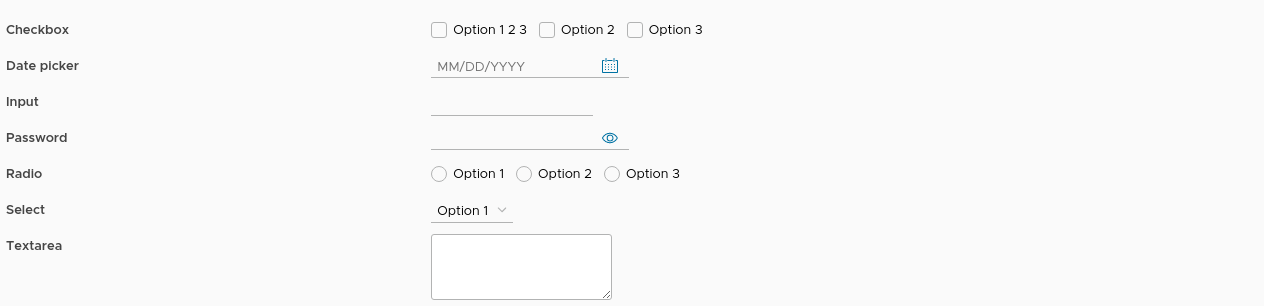 Checkbox Option 1 2 3 Option 2 Option 3
Date picker MM/DD/YYYY
Input
Password
Radio Option 1 Option 2 Option 3
Select Option 1
Textarea